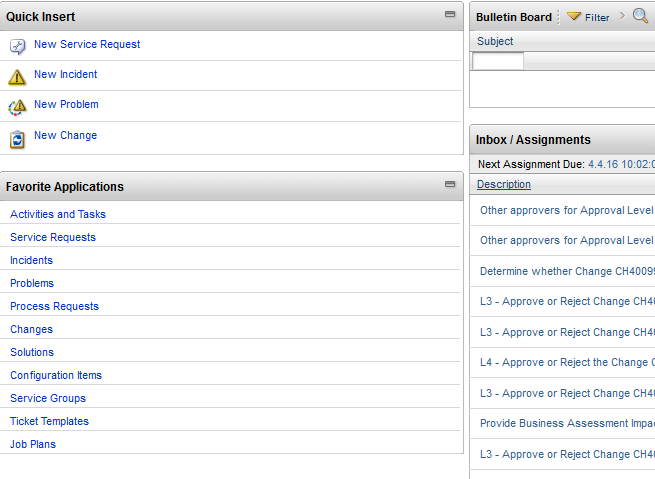 Quick Insert
New Service Request
New Incident
New Problem
New Change
Favorite Applications
Activities and Tasks
Service Requests
Incidents
Problems
Process Requests
Changes
Solutions
Configuration Items
Service Groups
Ticket Templates
Job Plans
Bulletin Board Filter
Subject
Inbox / Assignments
Next Assignment Due: 4.4.16 10:02:0
Description
Other approvers for Approval Level
Other approvers for Approval Level
Determine whether Change CH4009
L3 - Approve or Reject Change CH40
L3 - Approve or Reject Change CH40
L4 - Approve or Reject the Change
L3 - Approve or Reject Change CH40
Provide Business Assessment Impa
L3 - Approve or Reject Change CH4